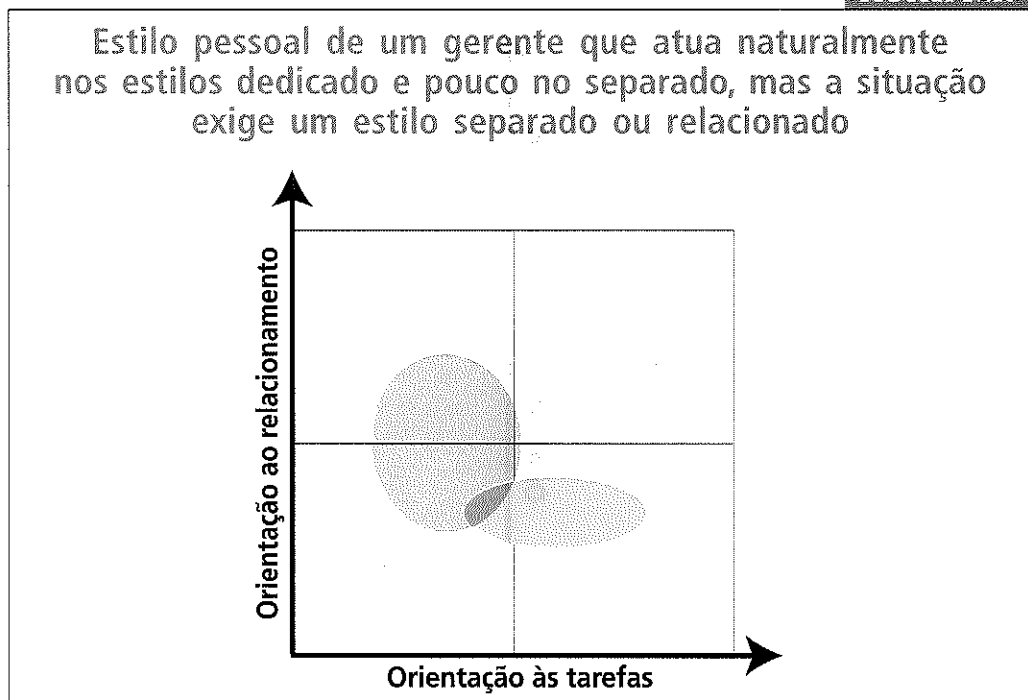 Estilo pessoal de um gerente que atua naturalmente
nos estilos dedicado e pouco no separado, mas a situação
exige um estilo separado ou relacionado
Orientação ao relacionamento
Orientação às tarefas